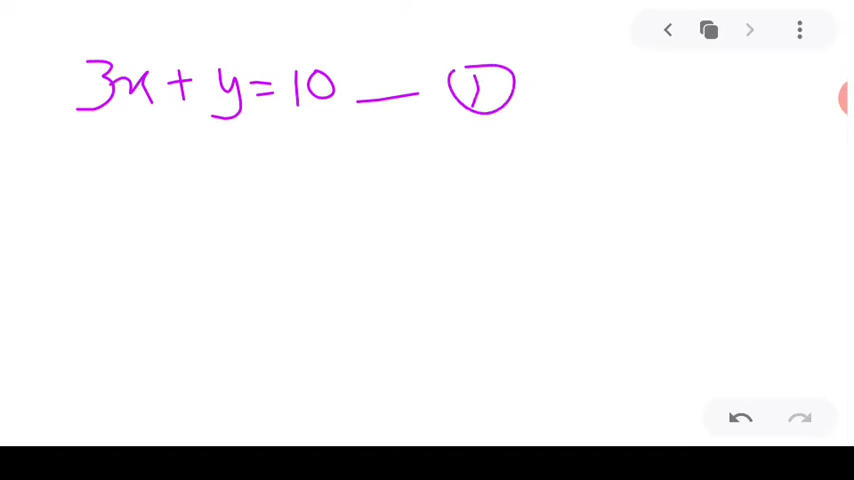 3x + y = 10 — ①